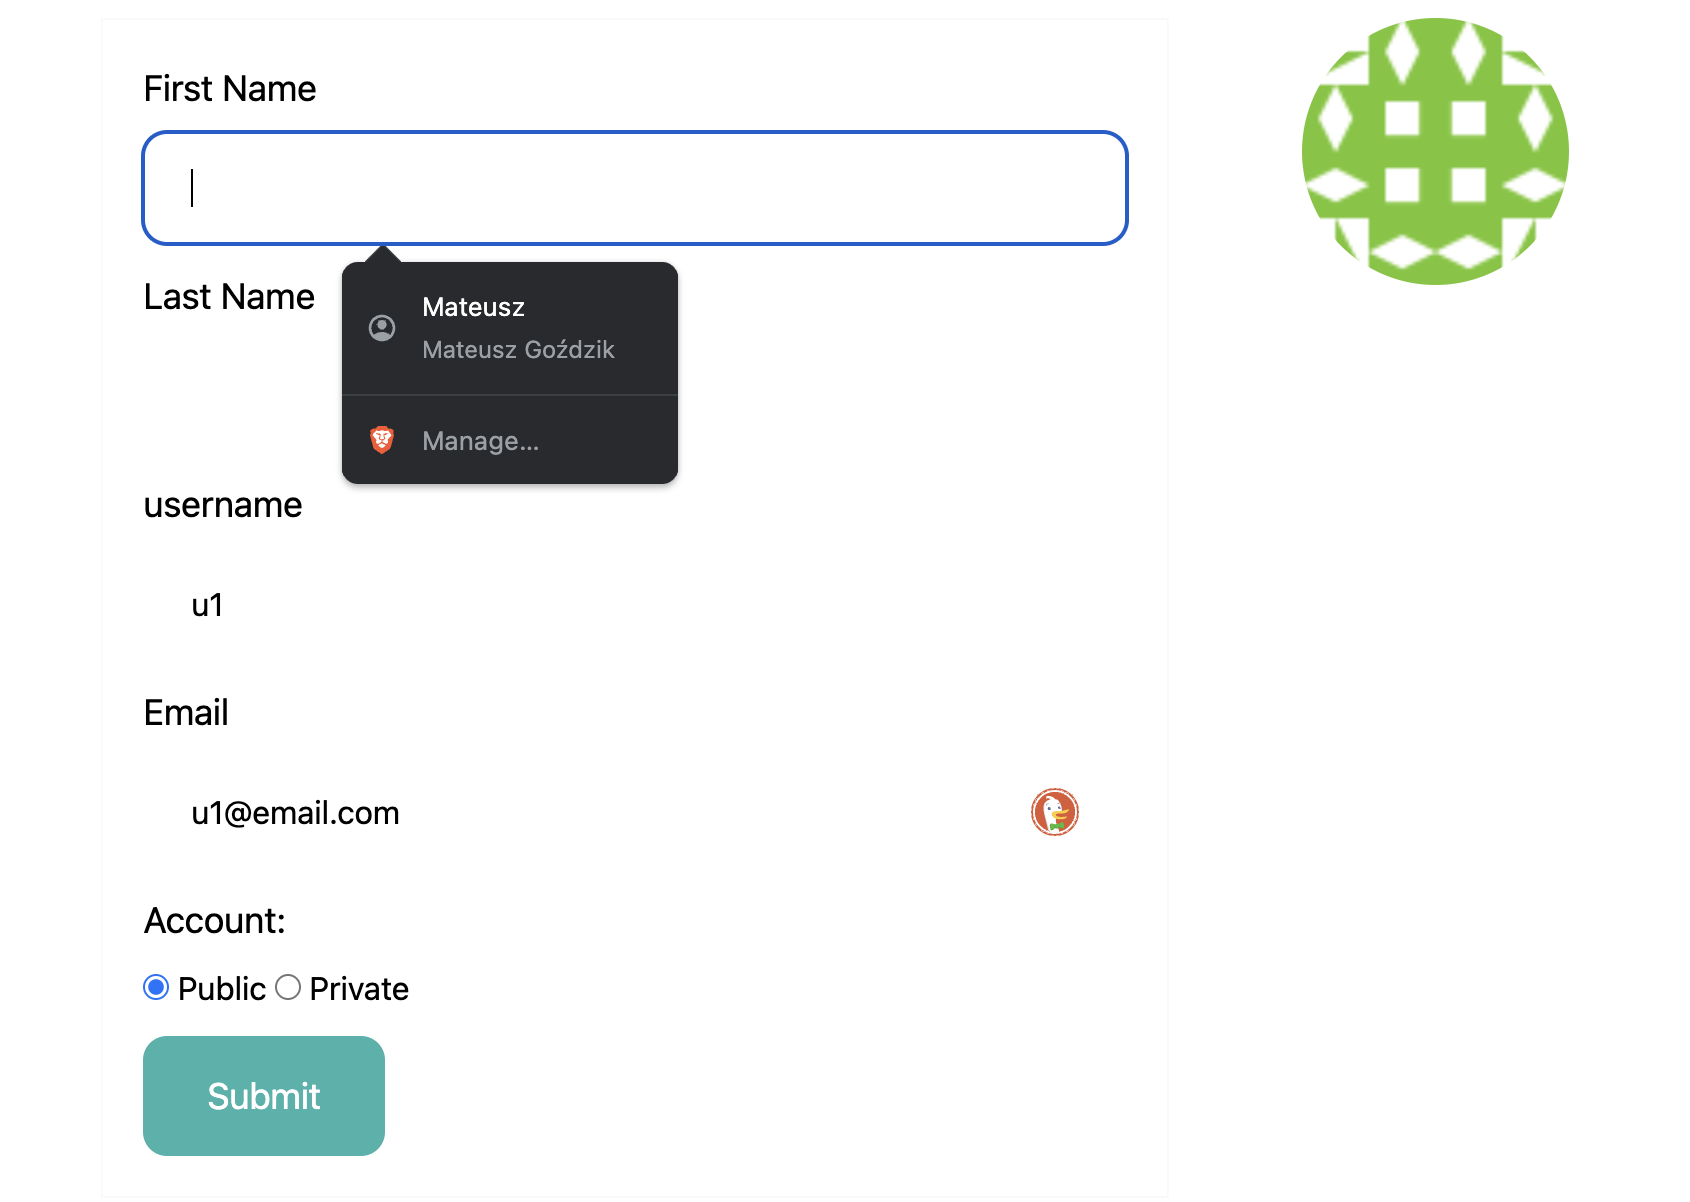 First Name
Last Name
Mateusz
Mateusz Goździk
Manage...
username
u1
Email
u1@email.com
Account:
Public Private
Submit